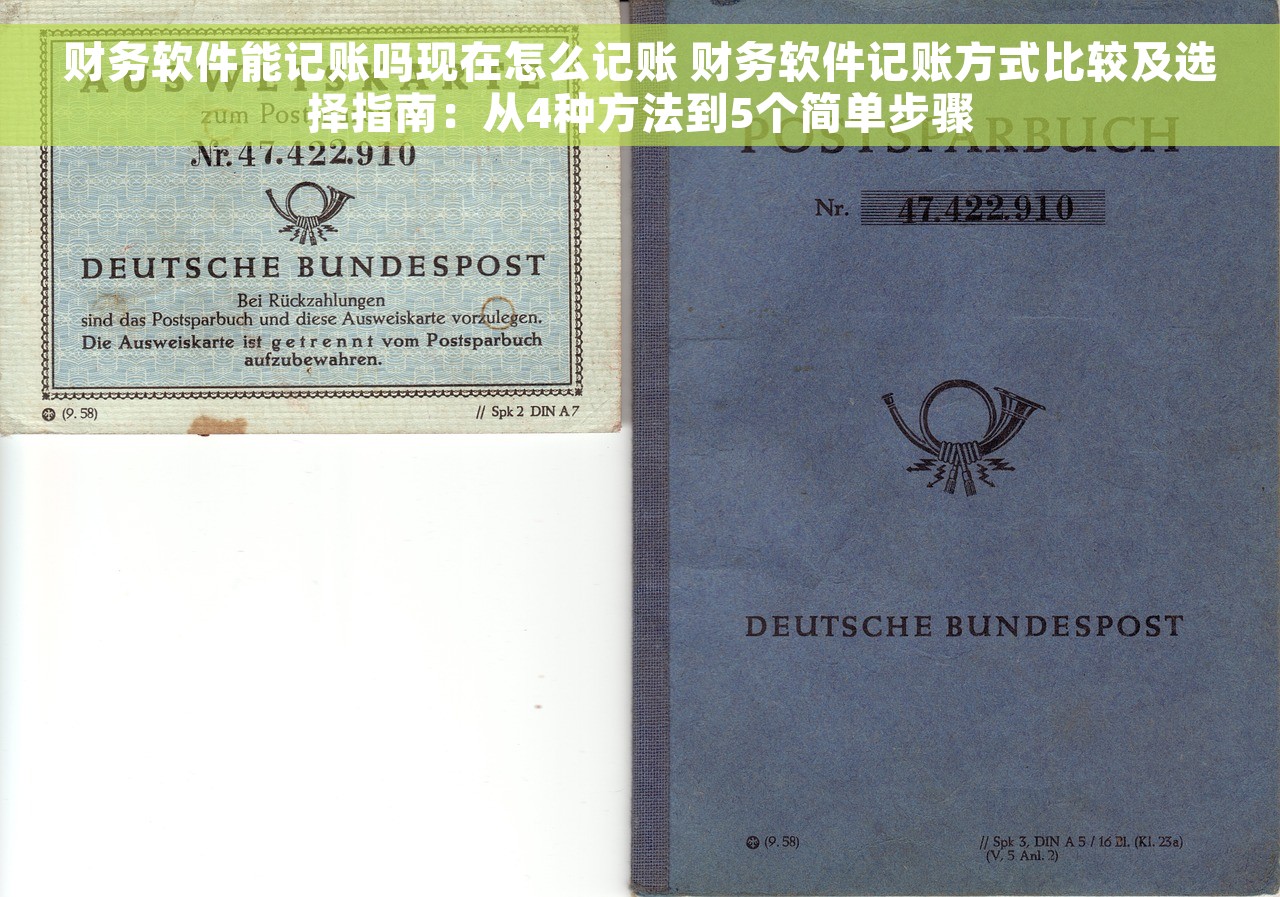 财务软件能记账吗现在怎么记账 财务软件记账方式比较及选
择指南：从4种方法到5个简单步骤
AUSWEISKARTE
zum Post
Nr. 47.422.910
DEUTSCHE BUNDESPOST
Bei Rückzahlungen
sind das Postsparbuch und diese Ausweiskarte vorzulegen.
Die Ausweiskarte ist getrennt vom Postsparbuch
aufzubewahren.
(9. 58)
// Spk 2 DIN A 7
POSTSPARBUCH
Nr. 47.422.910
DEUTSCHE BUNDESPOST
(9. 58)
// Spk 3, DIN A 5 / 16 Bl. (Kl. 23a)
(V, 5 Anl. 2)